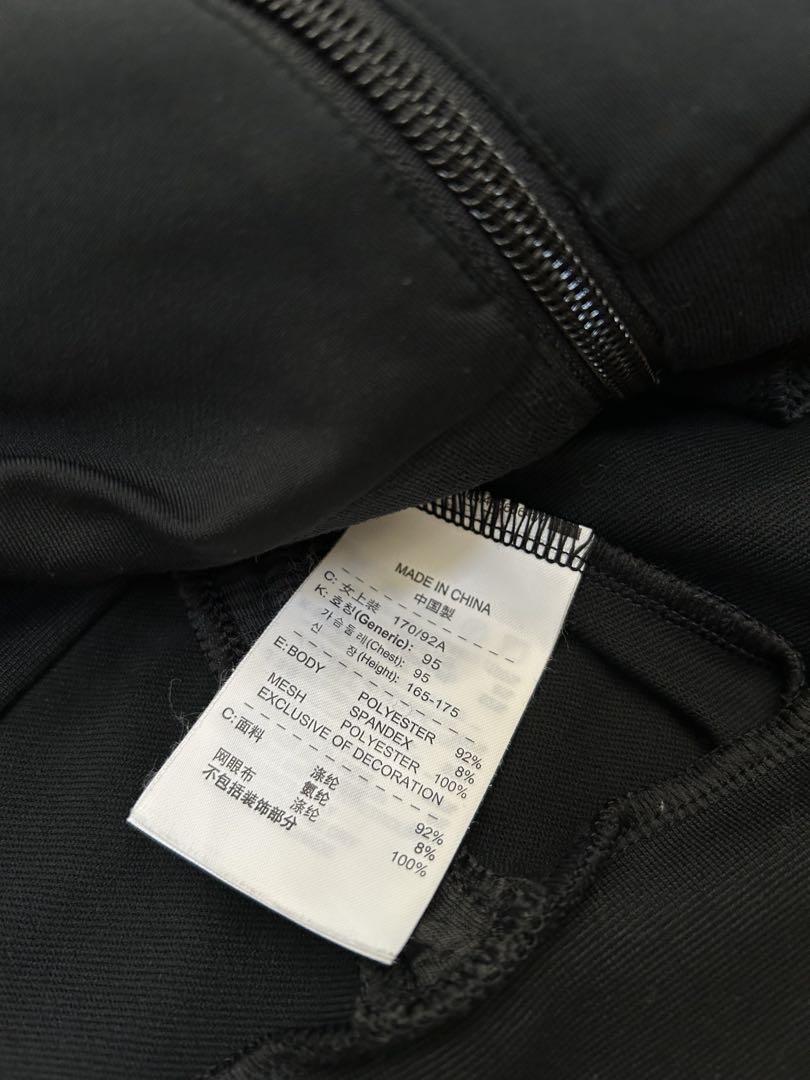 MADE IN CHINA
中国製
C: 女上装 170/92A
K: 호칭(Generic): 95
가슴둘레(Chest): 95
신 장(Height): 165-175
E:BODY POLYESTER 92%
SPANDEX 8%
MESH POLYESTER 100%
EXCLUSIVE OF DECORATION
C:面料 涤纶 92%
氨纶 8%
网眼布 涤纶 100%
不包括装饰部分